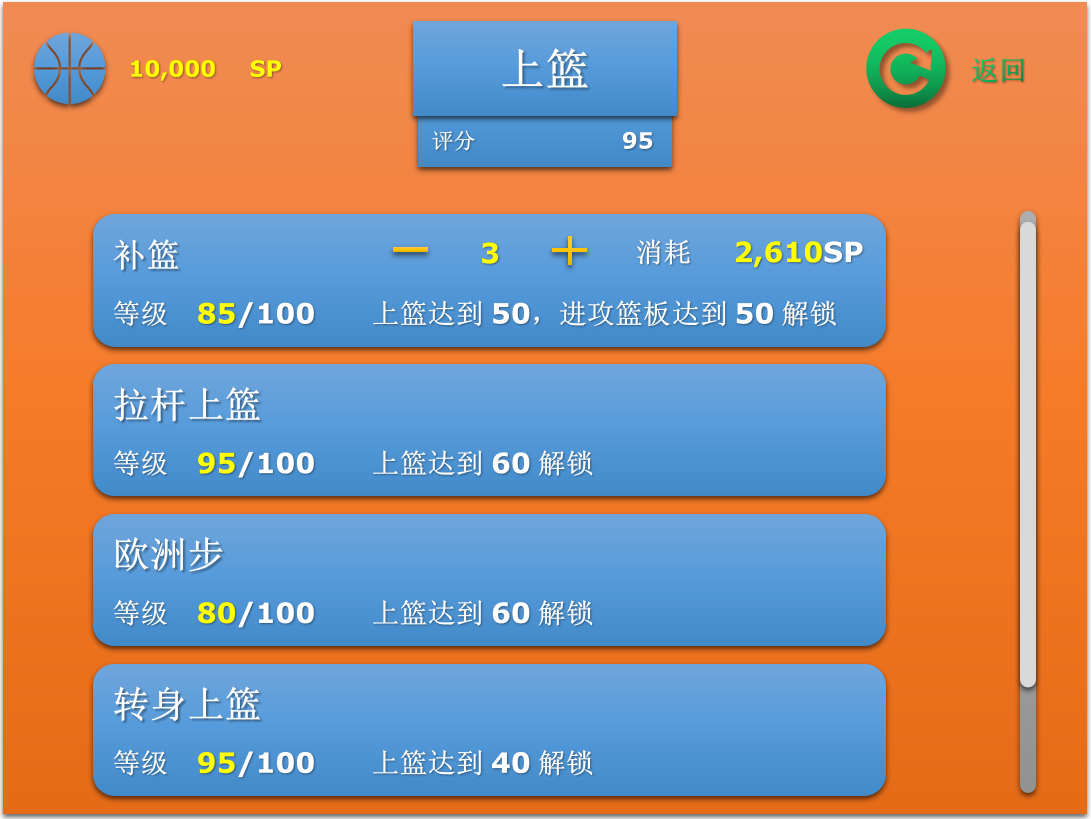 10,000 SP
上篮
返回
评分 95
补篮 － 3 ＋ 消耗 2,610SP
等级 85/100 上篮达到 50，进攻篮板达到 50 解锁
拉杆上篮
等级 95/100 上篮达到 60 解锁
欧洲步
等级 80/100 上篮达到 60 解锁
转身上篮
等级 95/100 上篮达到 40 解锁